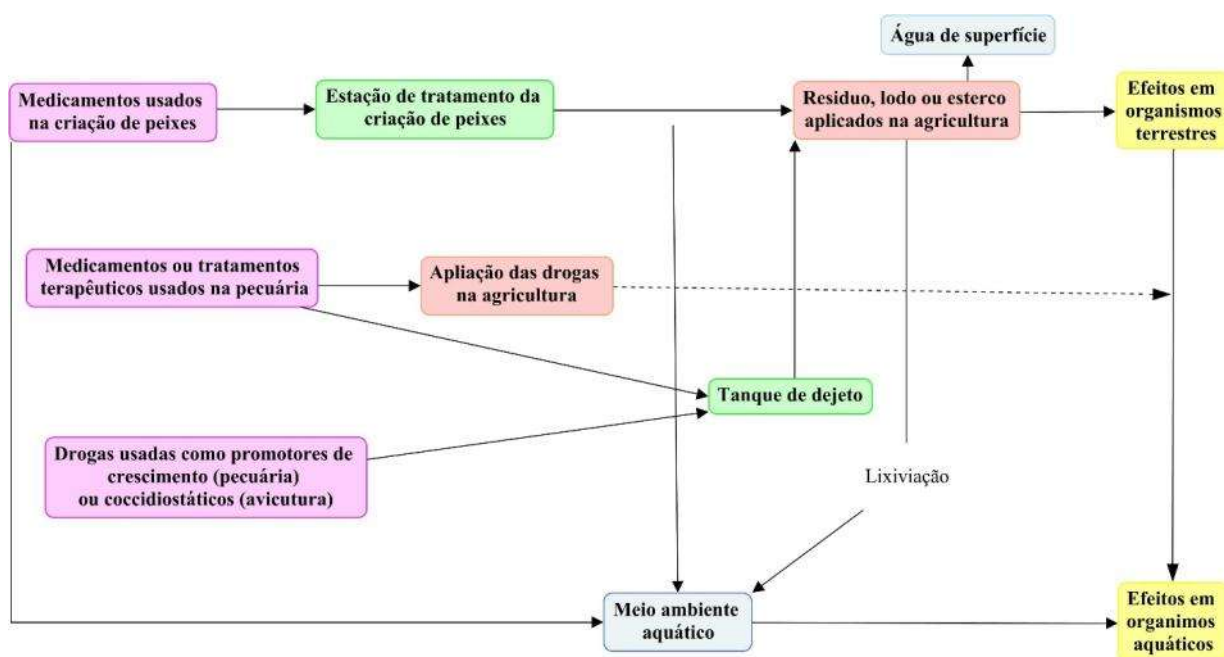 Água de superfície
Medicamentos usados
na criação de peixes
Estação de tratamento da
criação de peixes
Residuo, lodo ou esterco
aplicados na agricultura
Efeitos em
organismos
terrestres
Medicamentos ou tratamentos
terapêuticos usados na pecuária
Apliação das drogas
na agricultura
Tanque de dejeto
Drogas usadas como promotores de
crescimento (pecuária)
ou coccidiostáticos (avicutura)
Lixiviação
Meio ambiente
aquático
Efeitos em
organimos
aquáticos